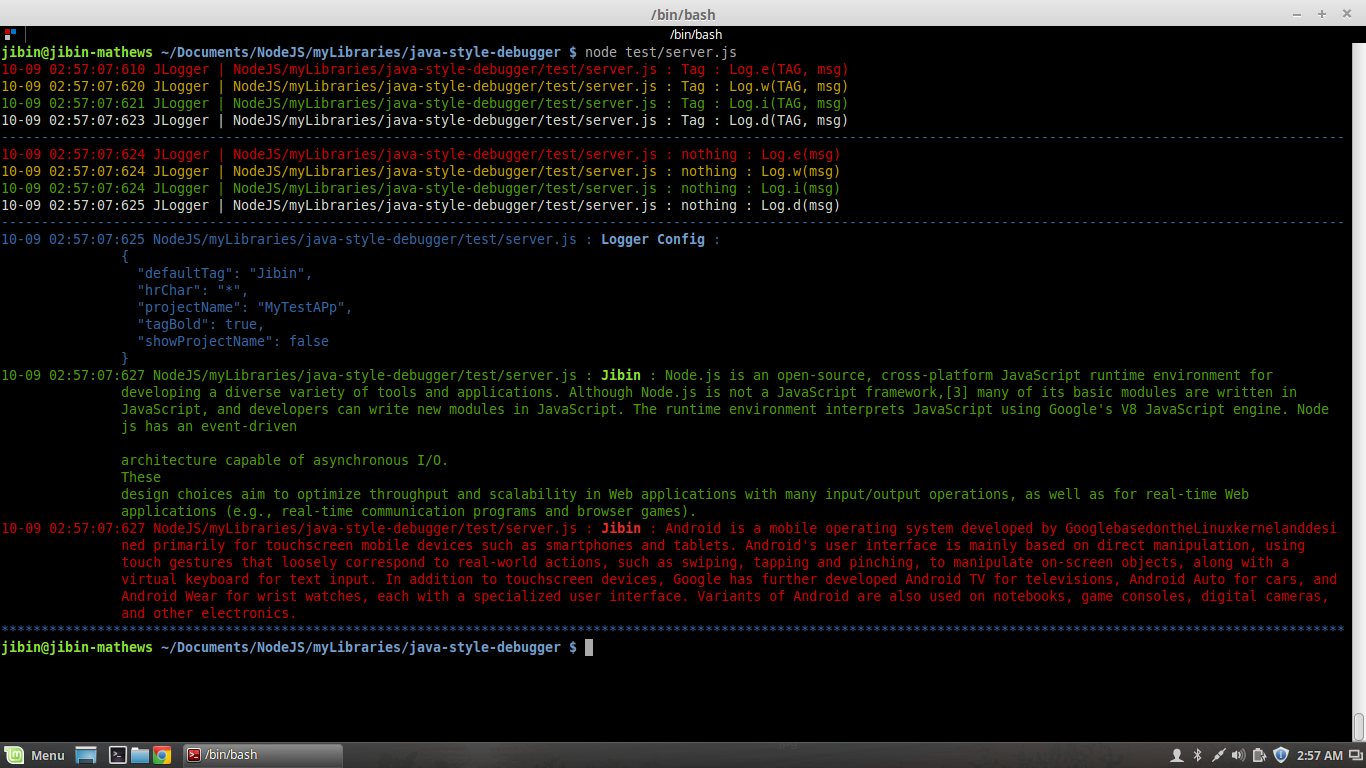 /bin/bash
/bin/bash
jibin@jibin-mathews ~/Documents/NodeJS/myLibraries/java-style-debugger $ node test/server.js
10-09 02:57:07:610 JLogger | NodeJS/myLibraries/java-style-debugger/test/server.js : Tag : Log.e(TAG, msg)
10-09 02:57:07:620 JLogger | NodeJS/myLibraries/java-style-debugger/test/server.js : Tag : Log.w(TAG, msg)
10-09 02:57:07:621 JLogger | NodeJS/myLibraries/java-style-debugger/test/server.js : Tag : Log.i(TAG, msg)
10-09 02:57:07:623 JLogger | NodeJS/myLibraries/java-style-debugger/test/server.js : Tag : Log.d(TAG, msg)
------------------------------------------------------------------------------------------------------------------------------------------------------------------------
10-09 02:57:07:624 JLogger | NodeJS/myLibraries/java-style-debugger/test/server.js : nothing : Log.e(msg)
10-09 02:57:07:624 JLogger | NodeJS/myLibraries/java-style-debugger/test/server.js : nothing : Log.w(msg)
10-09 02:57:07:624 JLogger | NodeJS/myLibraries/java-style-debugger/test/server.js : nothing : Log.i(msg)
10-09 02:57:07:625 JLogger | NodeJS/myLibraries/java-style-debugger/test/server.js : nothing : Log.d(msg)
------------------------------------------------------------------------------------------------------------------------------------------------------------------------
10-09 02:57:07:625 NodeJS/myLibraries/java-style-debugger/test/server.js : Logger Config :
{
"defaultTag": "Jibin",
"hrChar": "*",
"projectName": "MyTestAPp",
"tagBold": true,
"showProjectName": false
}
10-09 02:57:07:627 NodeJS/myLibraries/java-style-debugger/test/server.js : Jibin : Node.js is an open-source, cross-platform JavaScript runtime environment for
developing a diverse variety of tools and applications. Although Node.js is not a JavaScript framework,[3] many of its basic modules are written in
JavaScript, and developers can write new modules in JavaScript. The runtime environment interprets JavaScript using Google's V8 JavaScript engine. Node
js has an event-driven
architecture capable of asynchronous I/O.
These
design choices aim to optimize throughput and scalability in Web applications with many input/output operations, as well as for real-time Web
applications (e.g., real-time communication programs and browser games).
10-09 02:57:07:627 NodeJS/myLibraries/java-style-debugger/test/server.js : Jibin : Android is a mobile operating system developed by GooglebasedontheLinuxkernelanddesi
ned primarily for touchscreen mobile devices such as smartphones and tablets. Android's user interface is mainly based on direct manipulation, using
touch gestures that loosely correspond to real-world actions, such as swiping, tapping and pinching, to manipulate on-screen objects, along with a
virtual keyboard for text input. In addition to touchscreen devices, Google has further developed Android TV for televisions, Android Auto for cars, and
Android Wear for wrist watches, each with a specialized user interface. Variants of Android are also used on notebooks, game consoles, digital cameras,
and other electronics.
************************************************************************************************************************************************************************
jibin@jibin-mathews ~/Documents/NodeJS/myLibraries/java-style-debugger $
Menu /bin/bash 2:57 AM